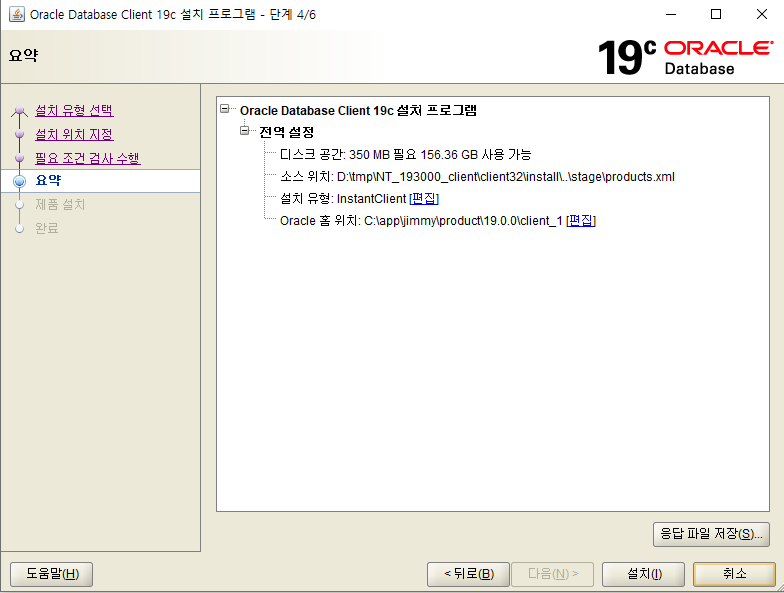 Oracle Database Client 19c 설치 프로그램 - 단계 4/6
요약
19c ORACLE Database
설치 유형 선택
설치 위치 지정
필요 조건 검사 수행
요약
제품 설치
완료
Oracle Database Client 19c 설치 프로그램
전역 설정
디스크 공간: 350 MB 필요 156.36 GB 사용 가능
소스 위치: D:\tmp\NT_193000_client\client32\install\..\stage\products.xml
설치 유형: InstantClient [편집]
Oracle 홈 위치: C:\app\jimmy\product\19.0.0\client_1 [편집]
응답 파일 저장(S)...
도움말(H)
< 뒤로(B)
다음(N) >
설치(I)
취소